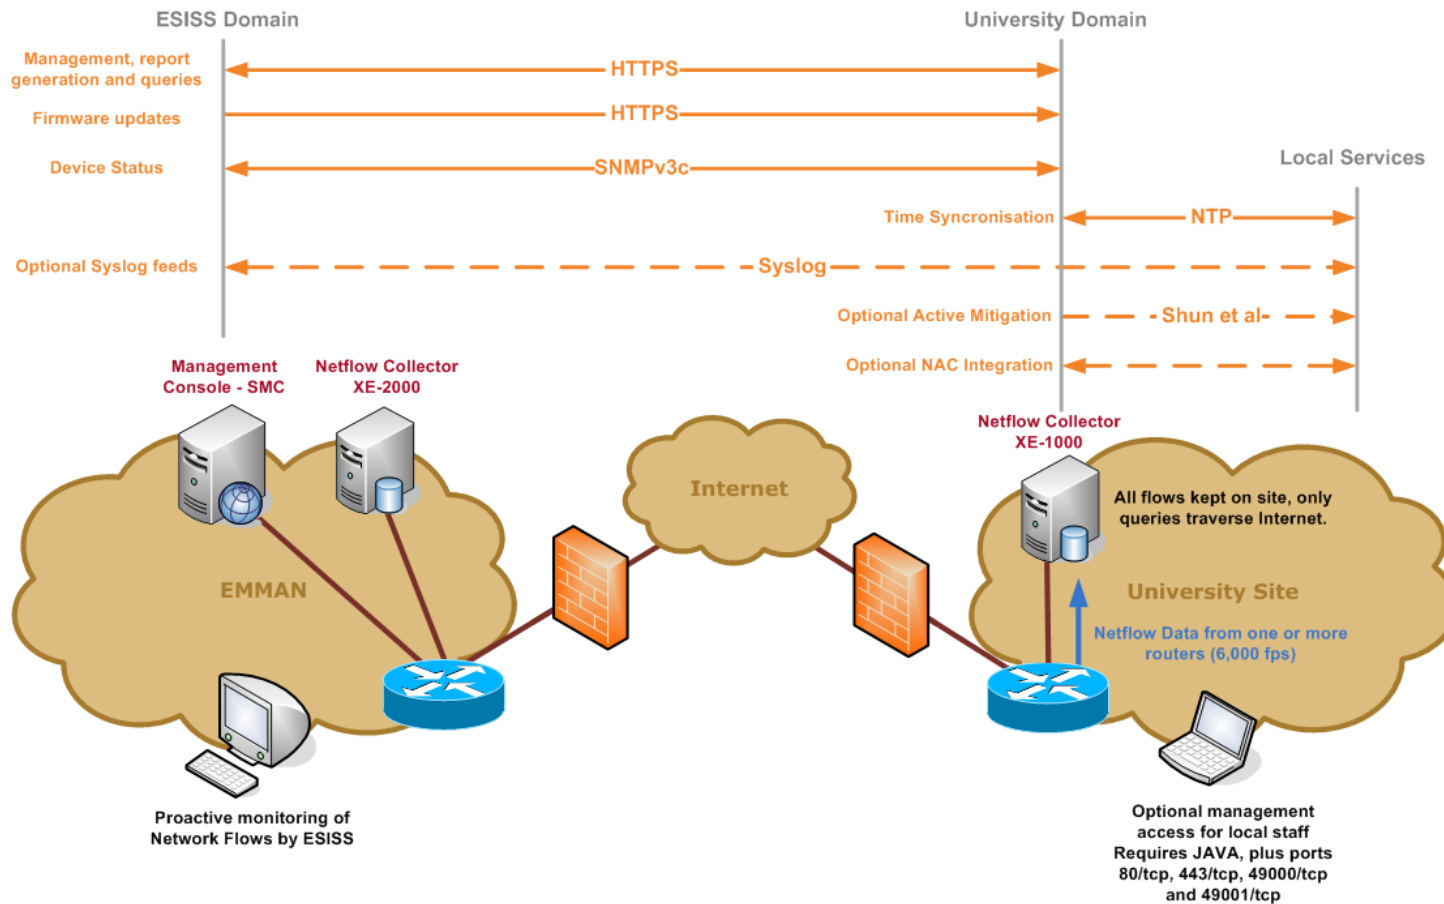 ESISS Domain
University Domain
Management, report
generation and queries
HTTPS
Firmware updates
HTTPS
Device Status
SNMPv3c
Local Services
Time Syncronisation
NTP
Optional Syslog feeds
Syslog
Optional Active Mitigation
Shun et al
Optional NAC Integration
Management
Console - SMC
Netflow Collector
XE-2000
Netflow Collector
XE-1000
Internet
All flows kept on site, only
queries traverse Internet.
EMMAN
University Site
Netflow Data from one or more
routers (6,000 fps)
Proactive monitoring of
Network Flows by ESISS
Optional management
access for local staff
Requires JAVA, plus ports
80/tcp, 443/tcp, 49000/tcp
and 49001/tcp